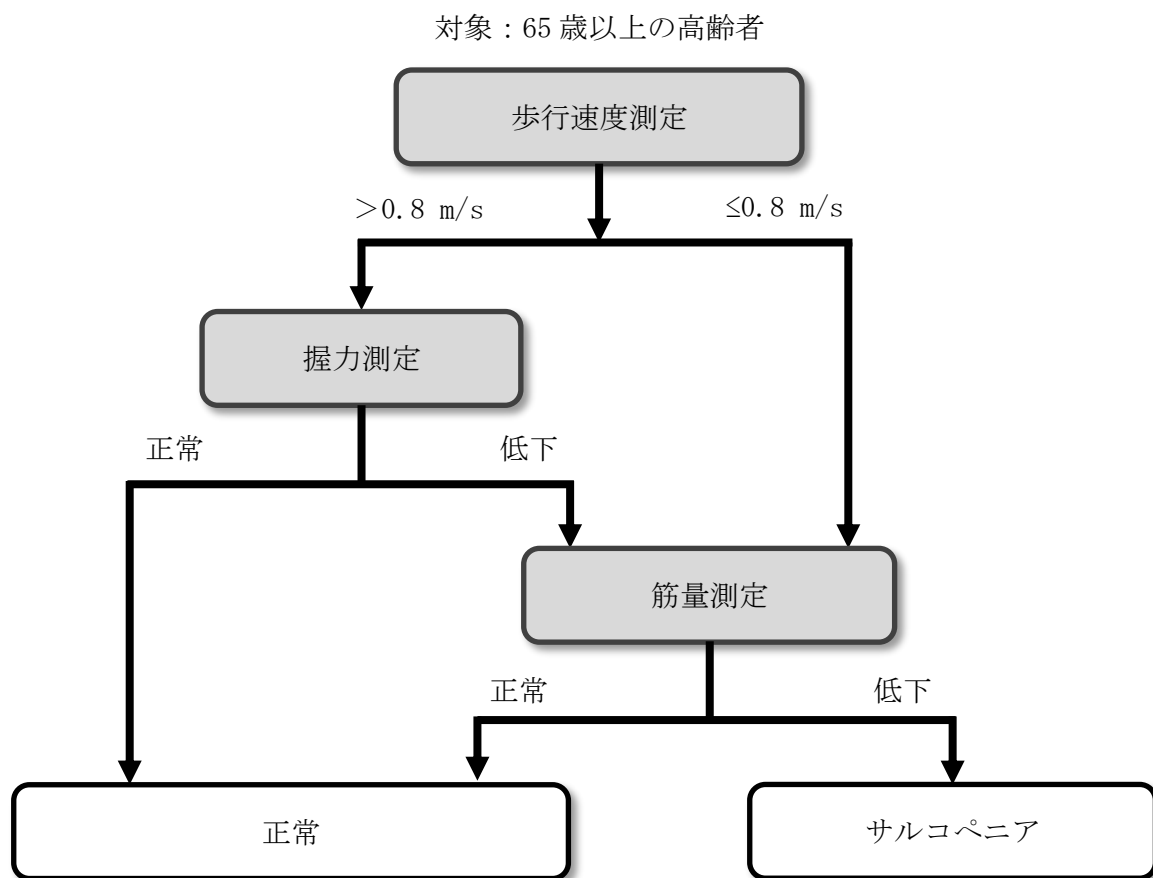 対象：65 歳以上の高齢者
歩行速度測定
＞0.8 m/s
≤0.8 m/s
握力測定
正常
低下
筋量測定
正常
低下
正常
サルコペニア